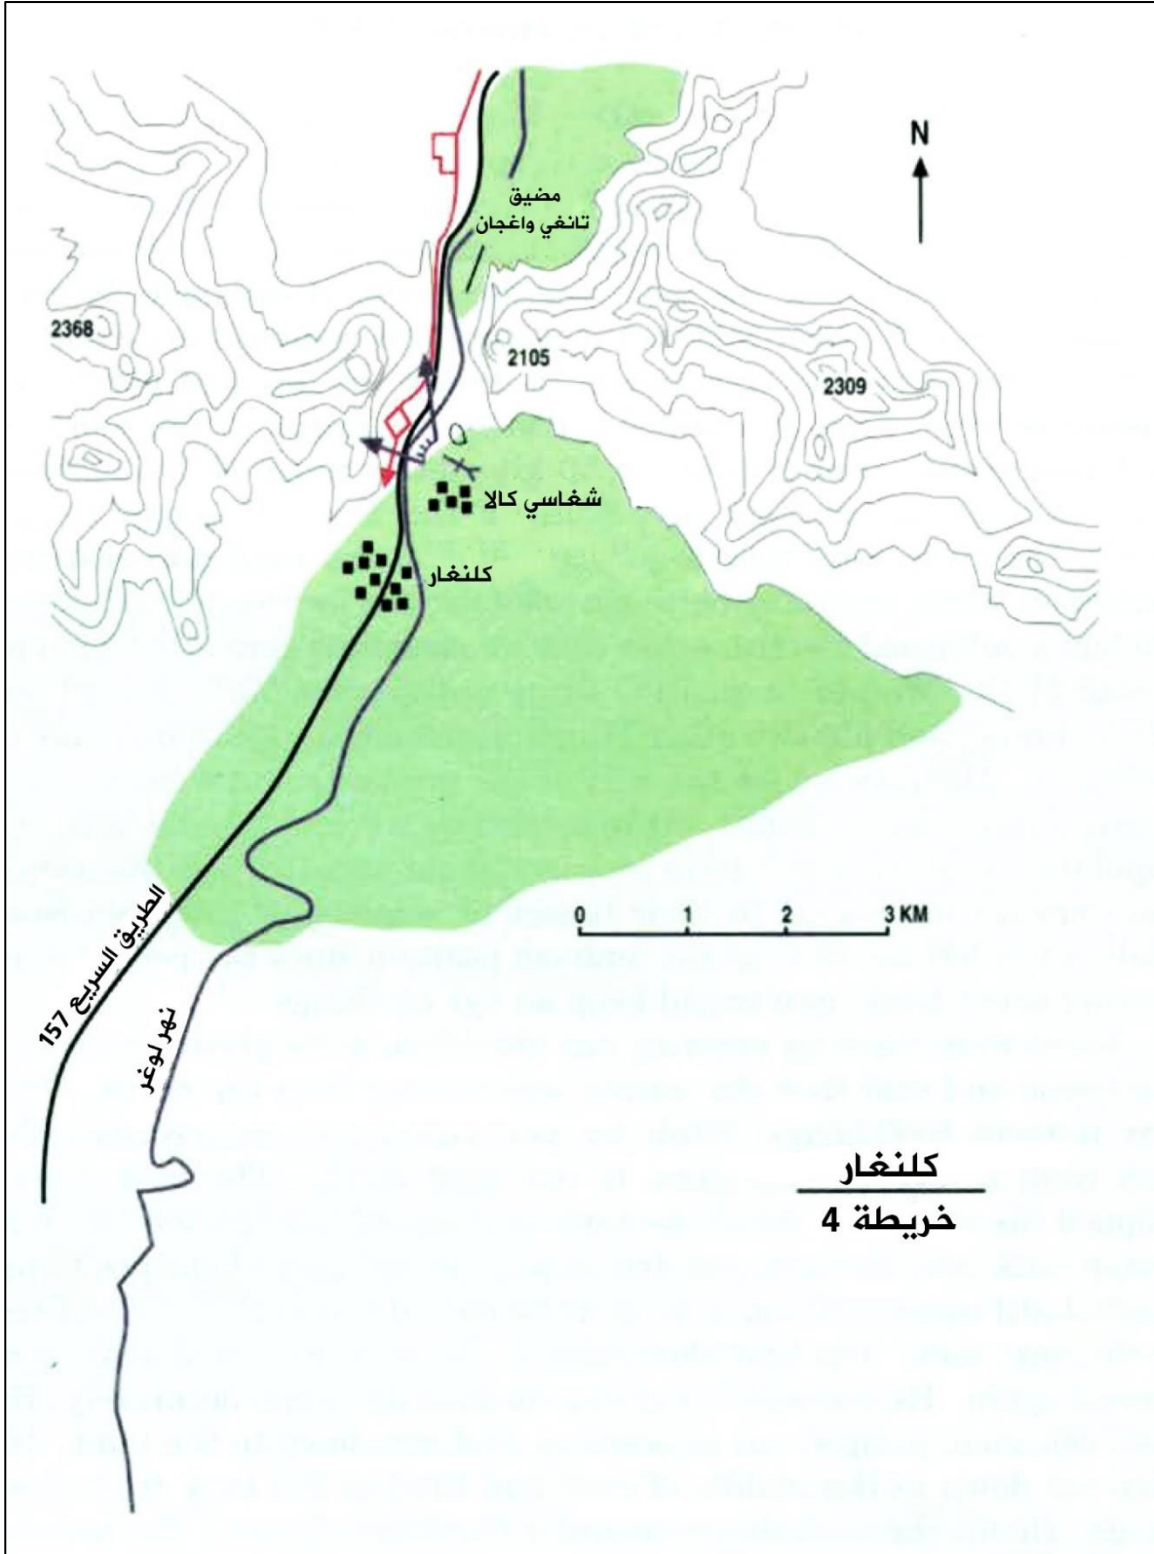 N
مضيق
تانغي واغجان
2368
2105
2309
شغاسي كالا
كلنغار
0 1 2 3 KM
الطريق السريع 157
نهر لوغر
كلنغار
خريطة 4